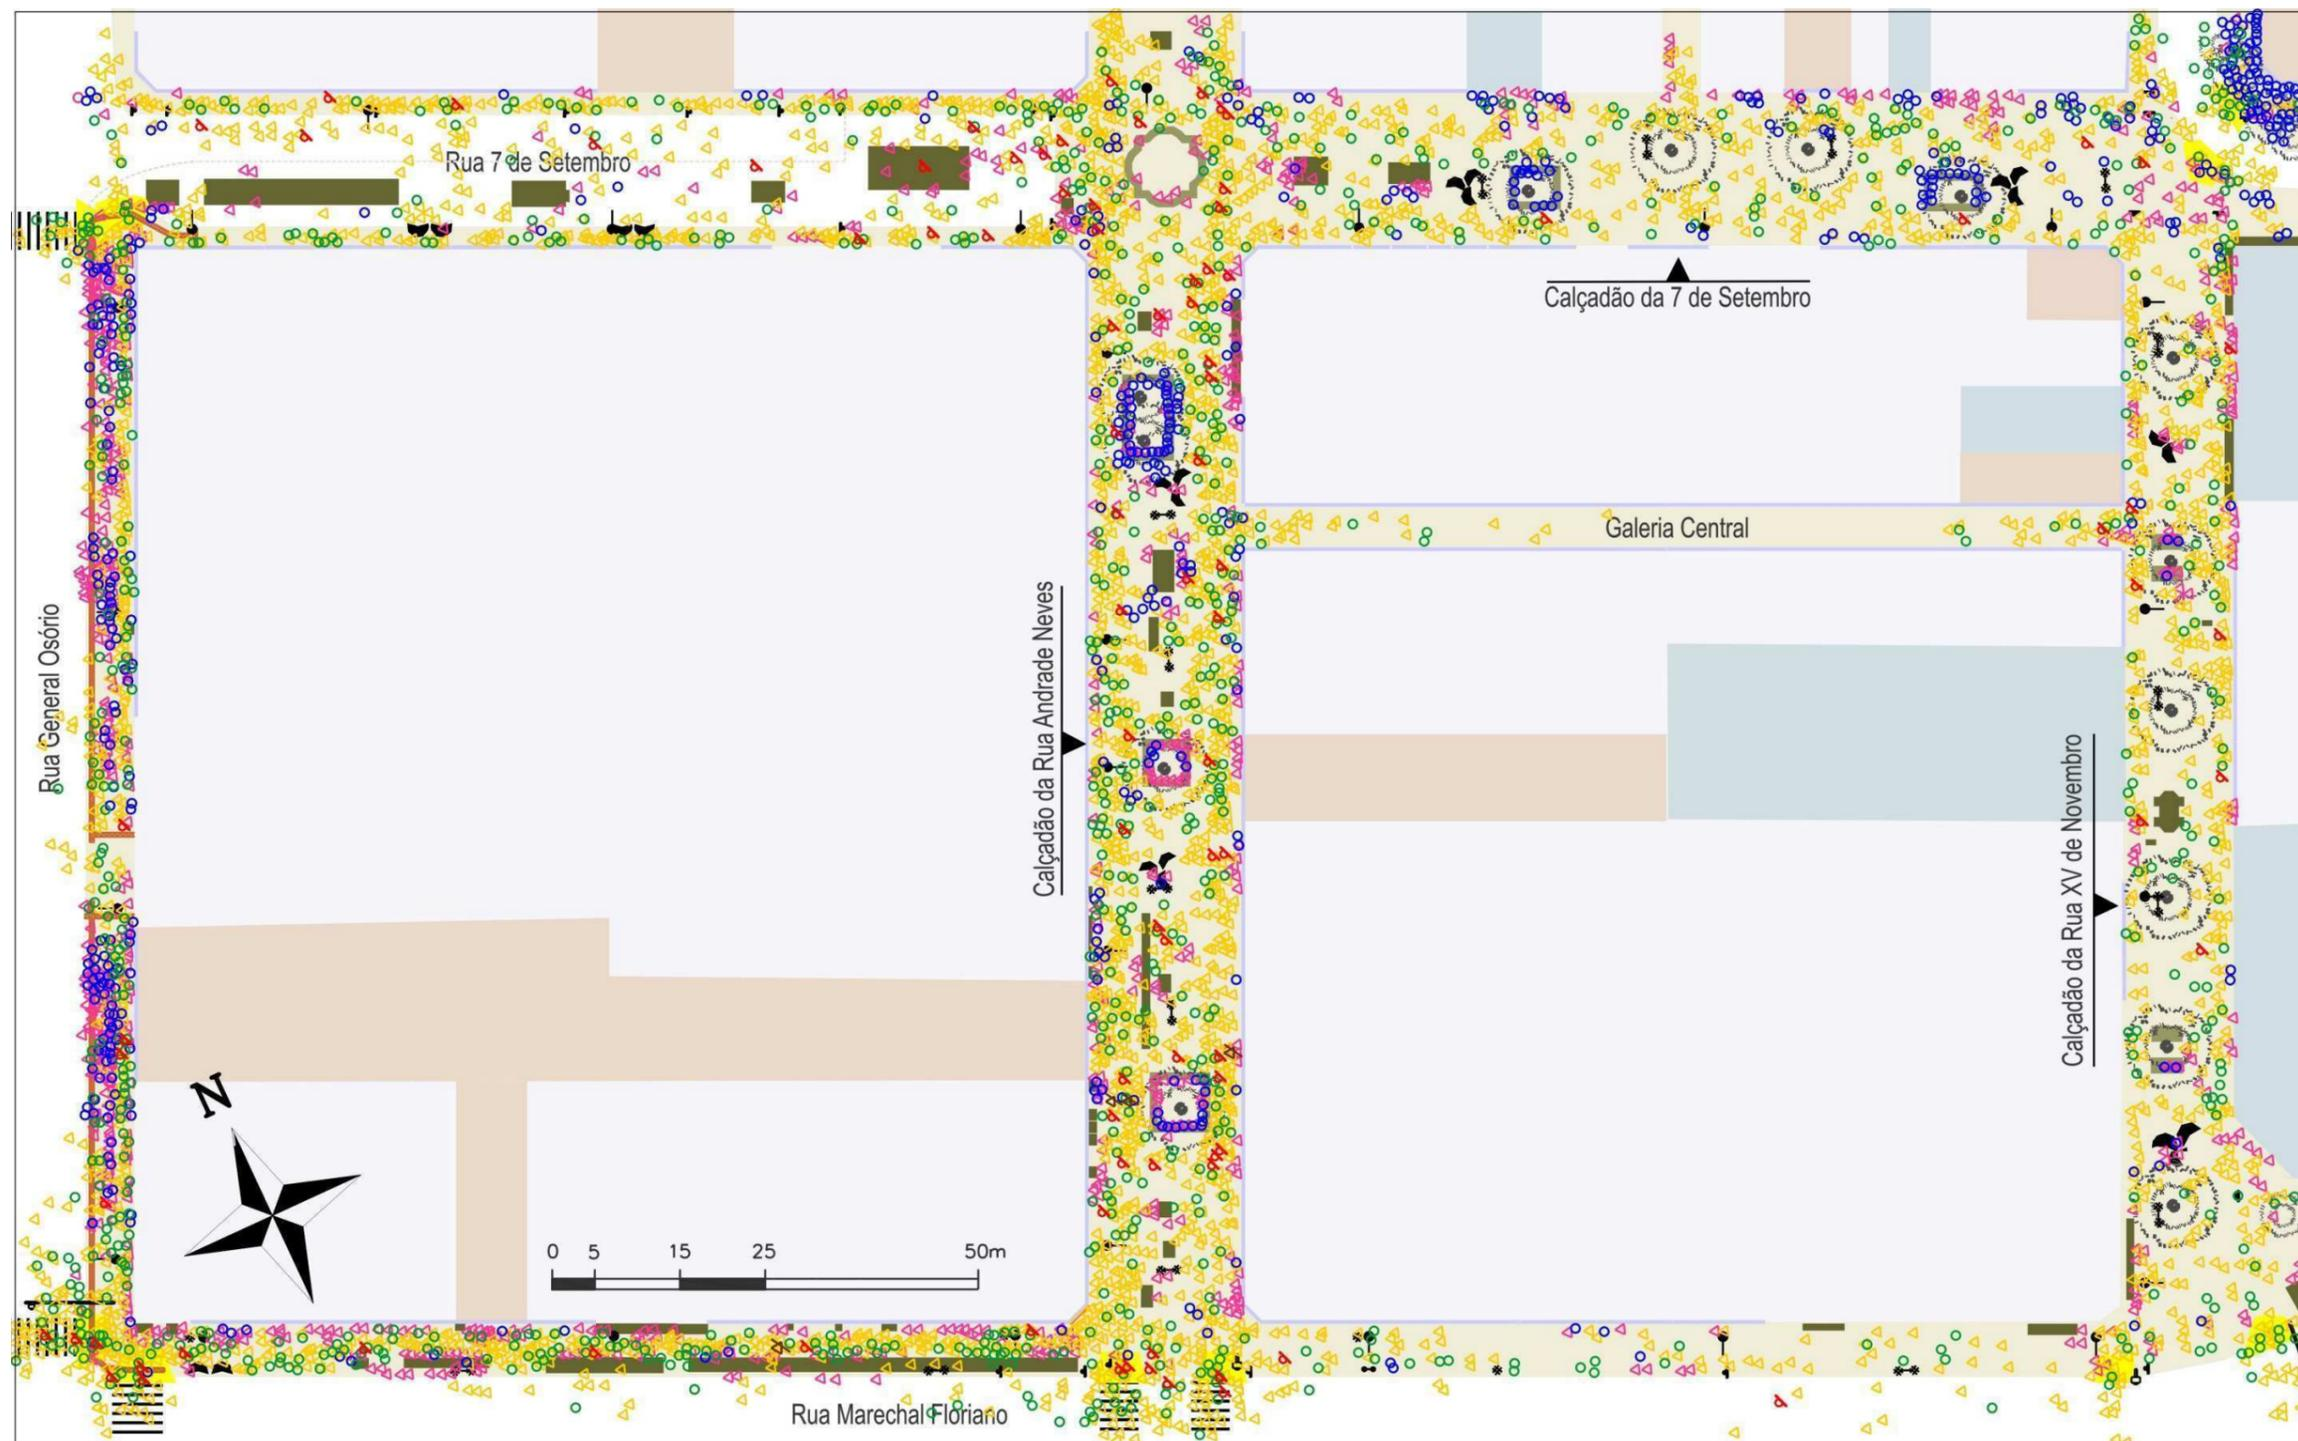 Rua 7 de Setembro
Calçadão da 7 de Setembro
Galeria Central
Rua General Osório
Calçadão da Rua Andrade Neves
Calçadão da Rua XV de Novembro
N
0 5 15 25 50m
Rua Marechal Floriano